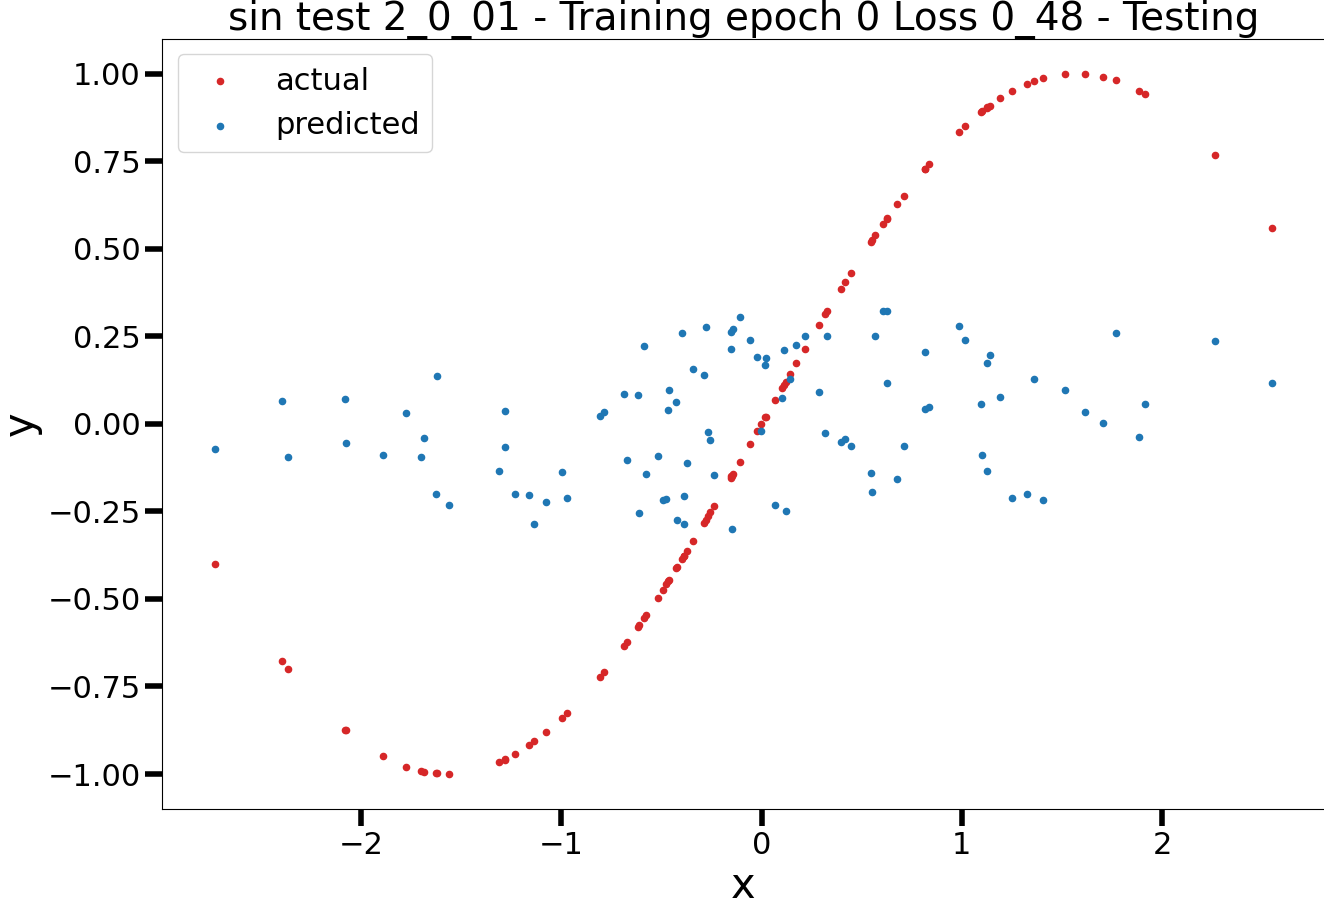 sin test 2_0_01 - Training epoch 0 Loss 0_48 - Testing
actual
predicted
1.00
0.75
0.50
0.25
0.00
−0.25
−0.50
−0.75
−1.00
y
−2 −1 0 1 2
x